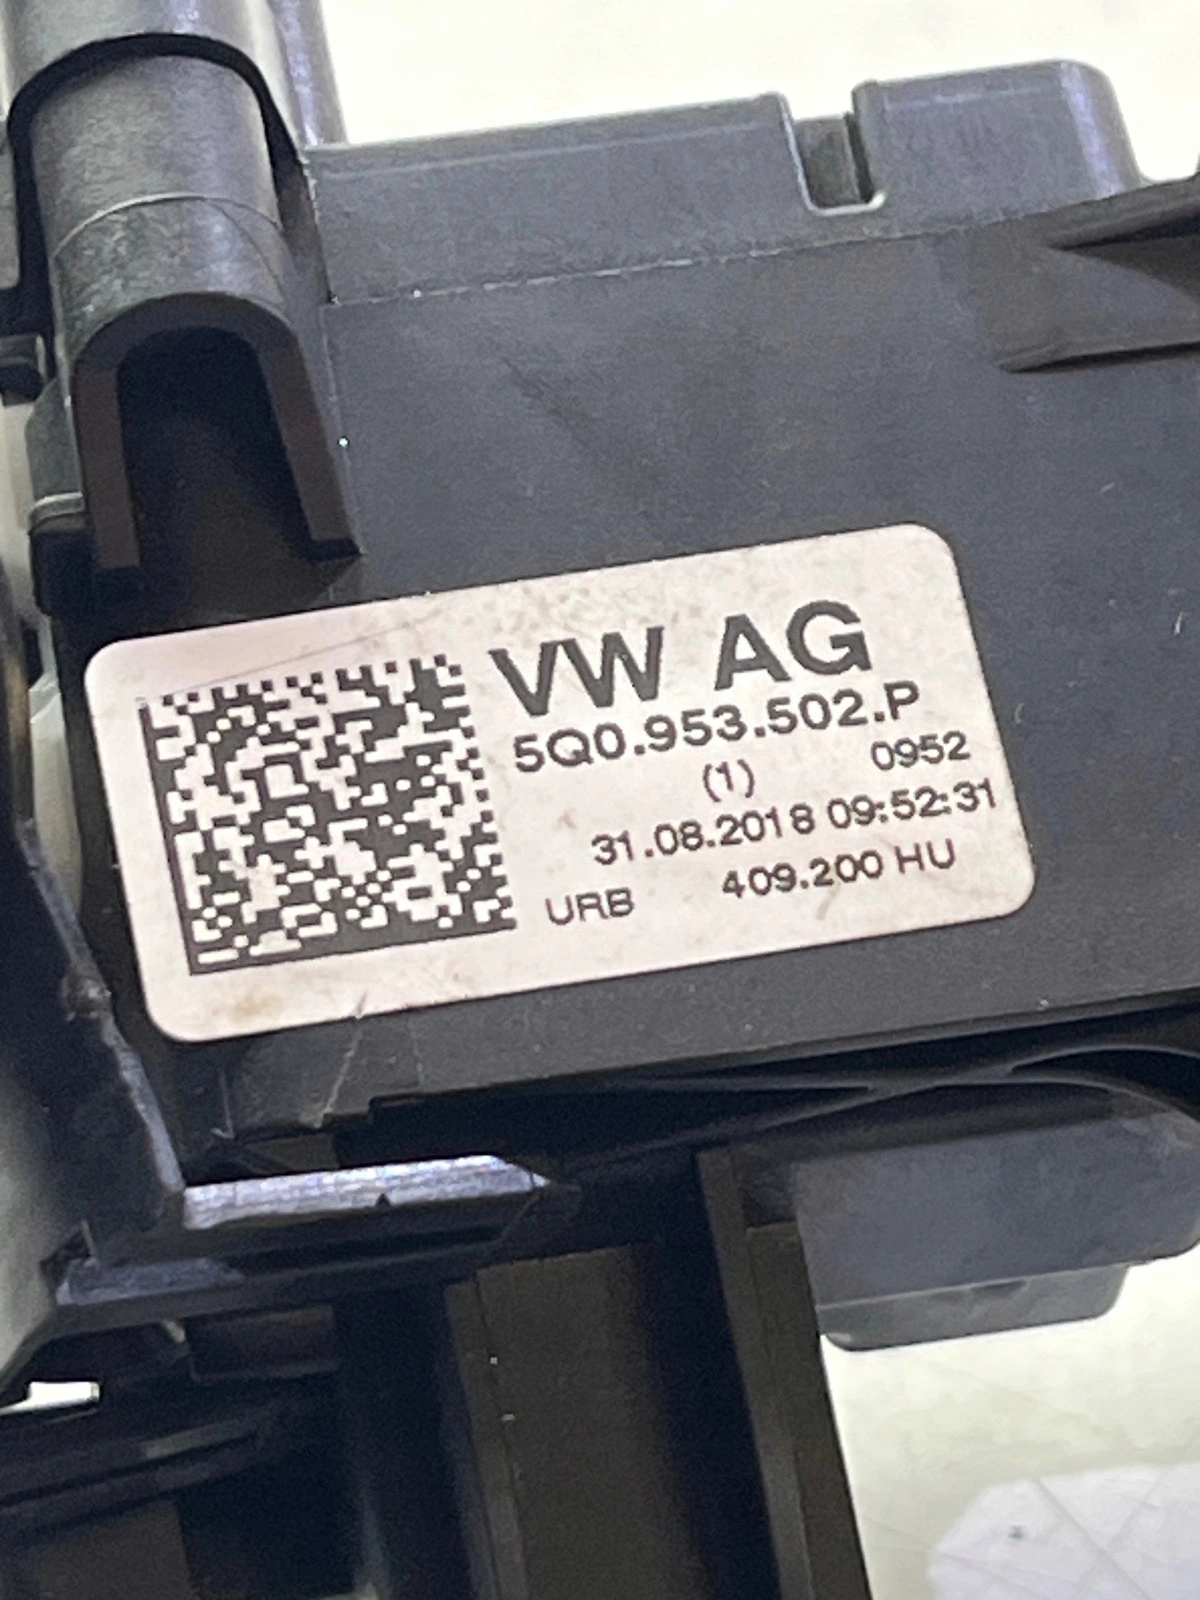 VW AG
5Q0.953.502.P
(1) 0952
31.08.2018 09:52:31
URB 409.200 HU